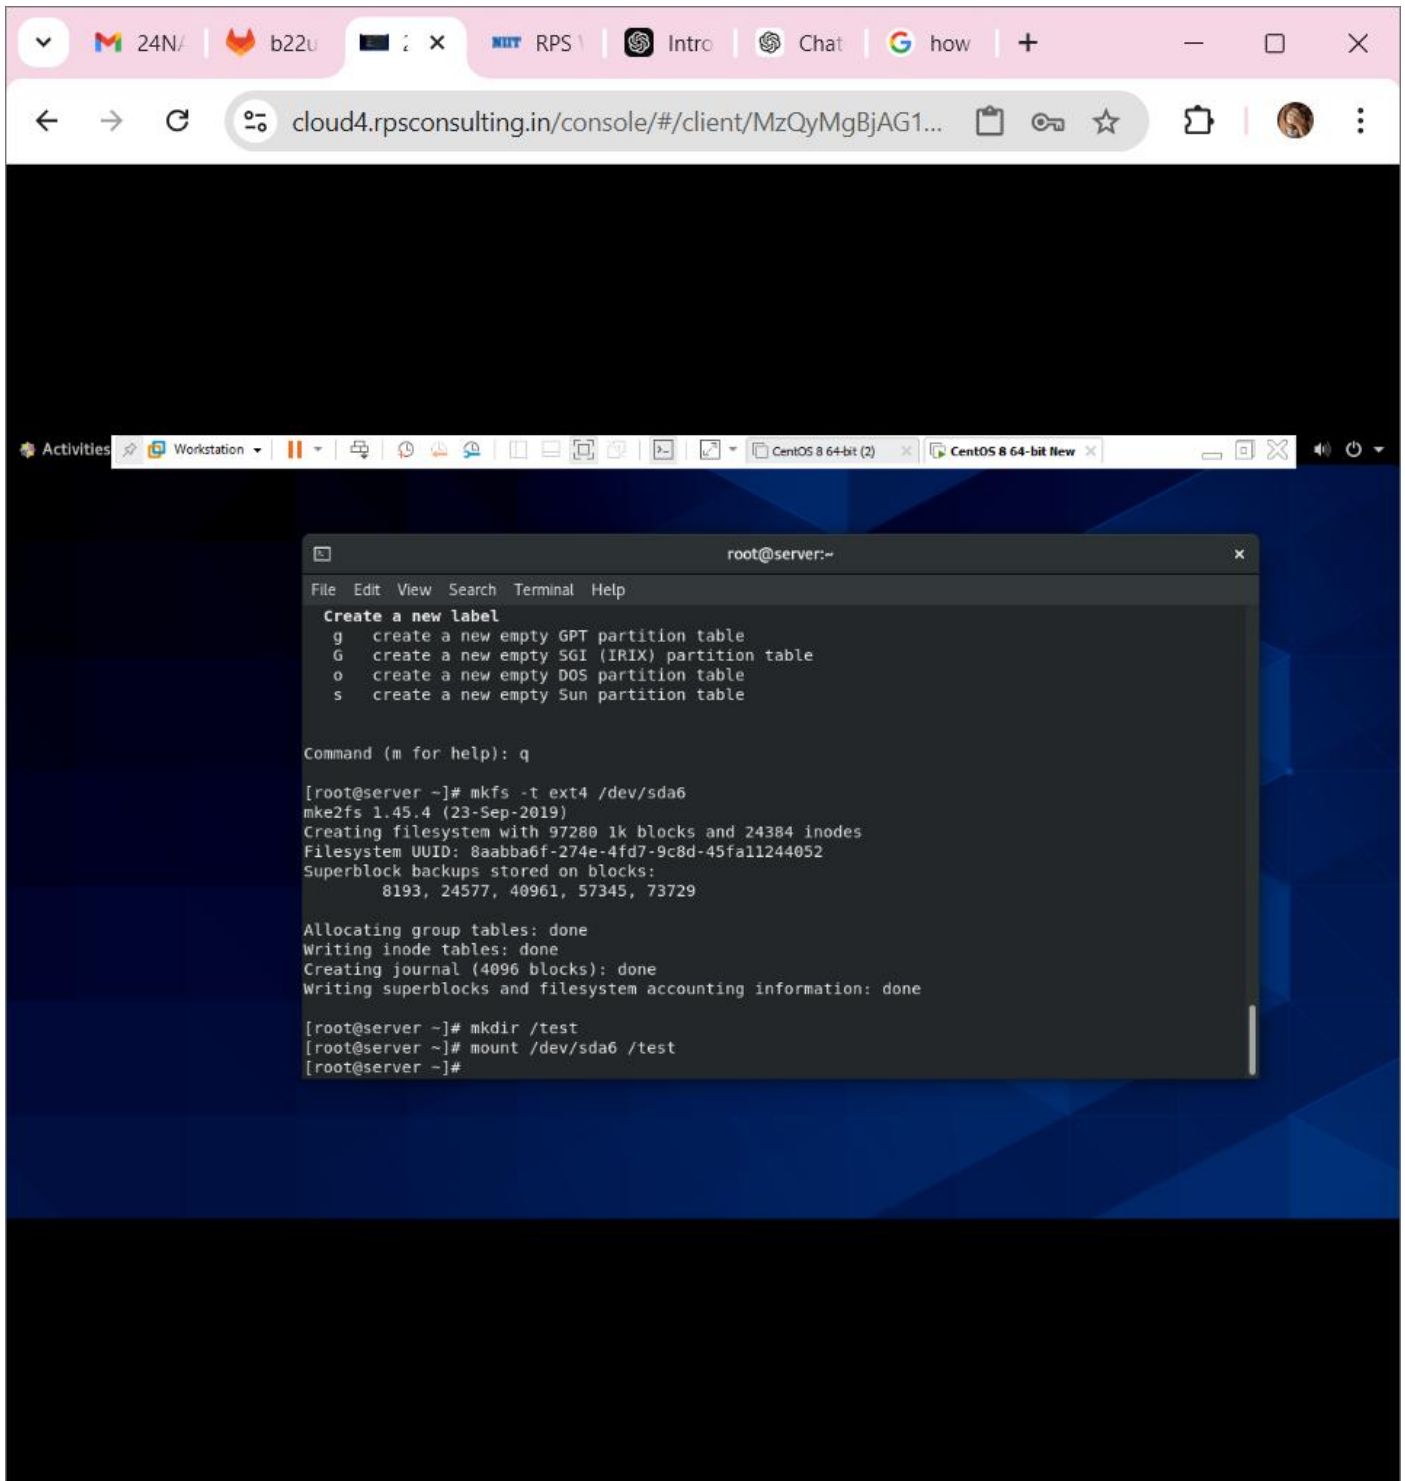 24N
b22u
NIIT RPS
Intro
Chat
G how
cloud4.rpsconsulting.in/console/#/client/MzQyMgBjAG1...
Activities
Workstation
CentOS 8 64-bit (2)
CentOS 8 64-bit New
root@server:~
File Edit View Search Terminal Help
Create a new label
g create a new empty GPT partition table
G create a new empty SGI (IRIX) partition table
o create a new empty DOS partition table
s create a new empty Sun partition table
Command (m for help): q
[root@server ~]# mkfs -t ext4 /dev/sda6
mke2fs 1.45.4 (23-Sep-2019)
Creating filesystem with 97280 1k blocks and 24384 inodes
Filesystem UUID: 8aabba6f-274e-4fd7-9c8d-45fa11244052
Superblock backups stored on blocks:
8193, 24577, 40961, 57345, 73729
Allocating group tables: done
Writing inode tables: done
Creating journal (4096 blocks): done
Writing superblocks and filesystem accounting information: done
[root@server ~]# mkdir /test
[root@server ~]# mount /dev/sda6 /test
[root@server ~]#